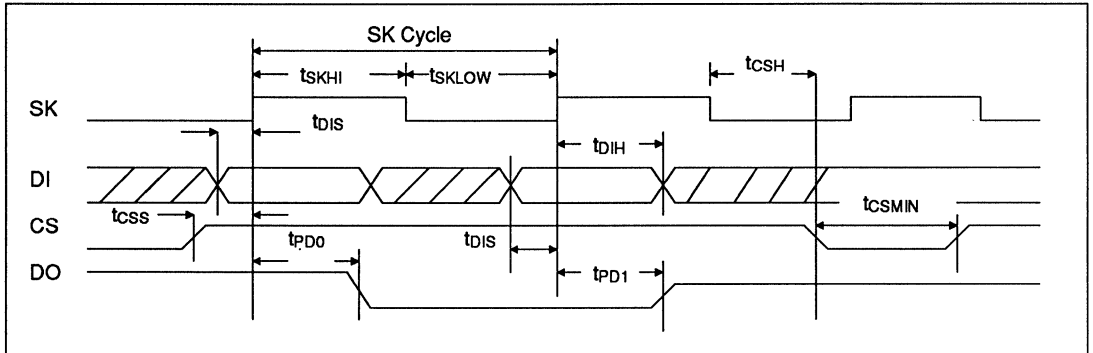 SK Cycle
tSKHI
tSKLOW
tCSH
SK
tDIS
tDIH
DI
tCSS
tCSMIN
CS
tPD0
tDIS
DO
tPD1